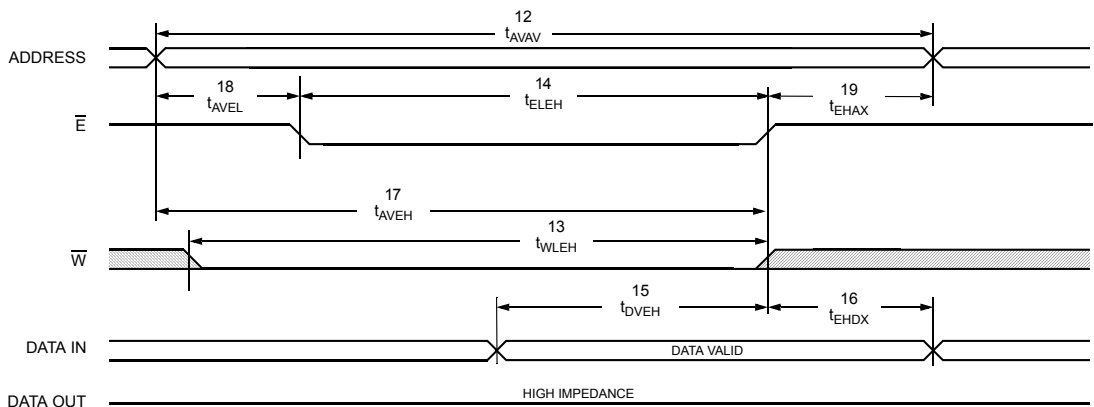 12
tAVAV
ADDRESS
18
tAVEL
14
tELEH
19
tEHAX
E
17
tAVEH
13
tWLEH
W
15
tDVEH
16
tEHDX
DATA IN
DATA VALID
DATA OUT
HIGH IMPEDANCE